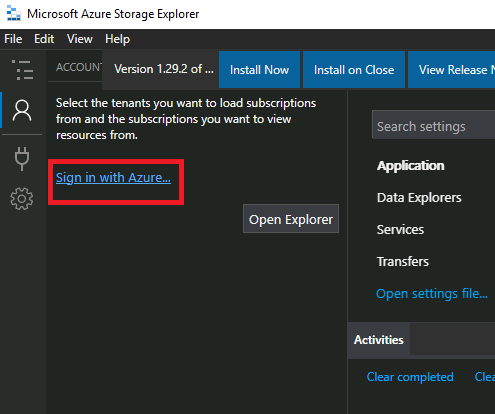 Microsoft Azure Storage Explorer
File Edit View Help
ACCOUNT
Version 1.29.2 of ...
Install Now
Install on Close
View Release N
Select the tenants you want to load subscriptions
from and the subscriptions you want to view
resources from.
Sign in with Azure...
Open Explorer
Search settings
Application
Data Explorers
Services
Transfers
Open settings file...
Activities
Clear completed
Cle